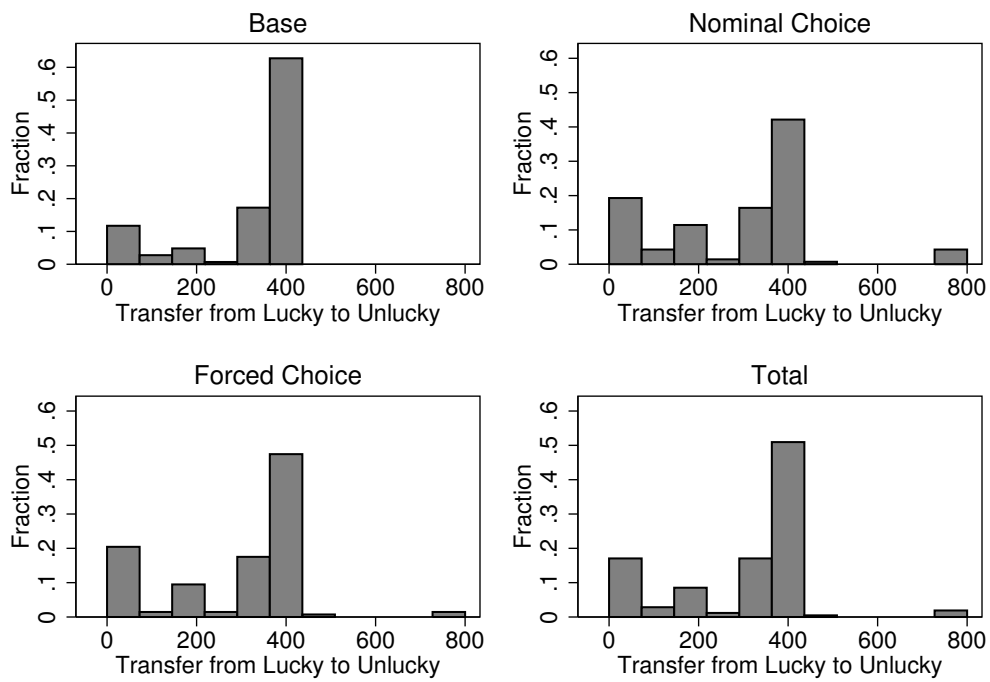 Base
Fraction
0 .1 .2 .3 .4 .5 .6
0 200 400 600 800
Transfer from Lucky to Unlucky
Nominal Choice
Fraction
0 .1 .2 .3 .4 .5 .6
0 200 400 600 800
Transfer from Lucky to Unlucky
Forced Choice
Fraction
0 .1 .2 .3 .4 .5 .6
0 200 400 600 800
Transfer from Lucky to Unlucky
Total
Fraction
0 .1 .2 .3 .4 .5 .6
0 200 400 600 800
Transfer from Lucky to Unlucky